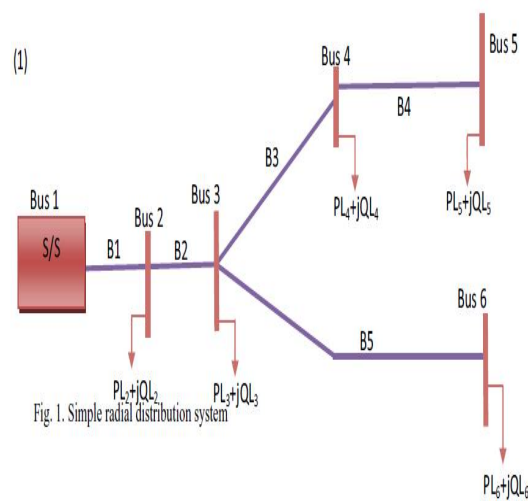 (1)
Bus 1
S/S
B1
Bus 2
B2
Bus 3
B3
Bus 4
B4
Bus 5
B5
Bus 6
PL₂+jQL₂
PL₃+jQL₃
PL₄+jQL₄
PL₅+jQL₅
PL₆+jQL₆
Fig. 1. Simple radial distribution system